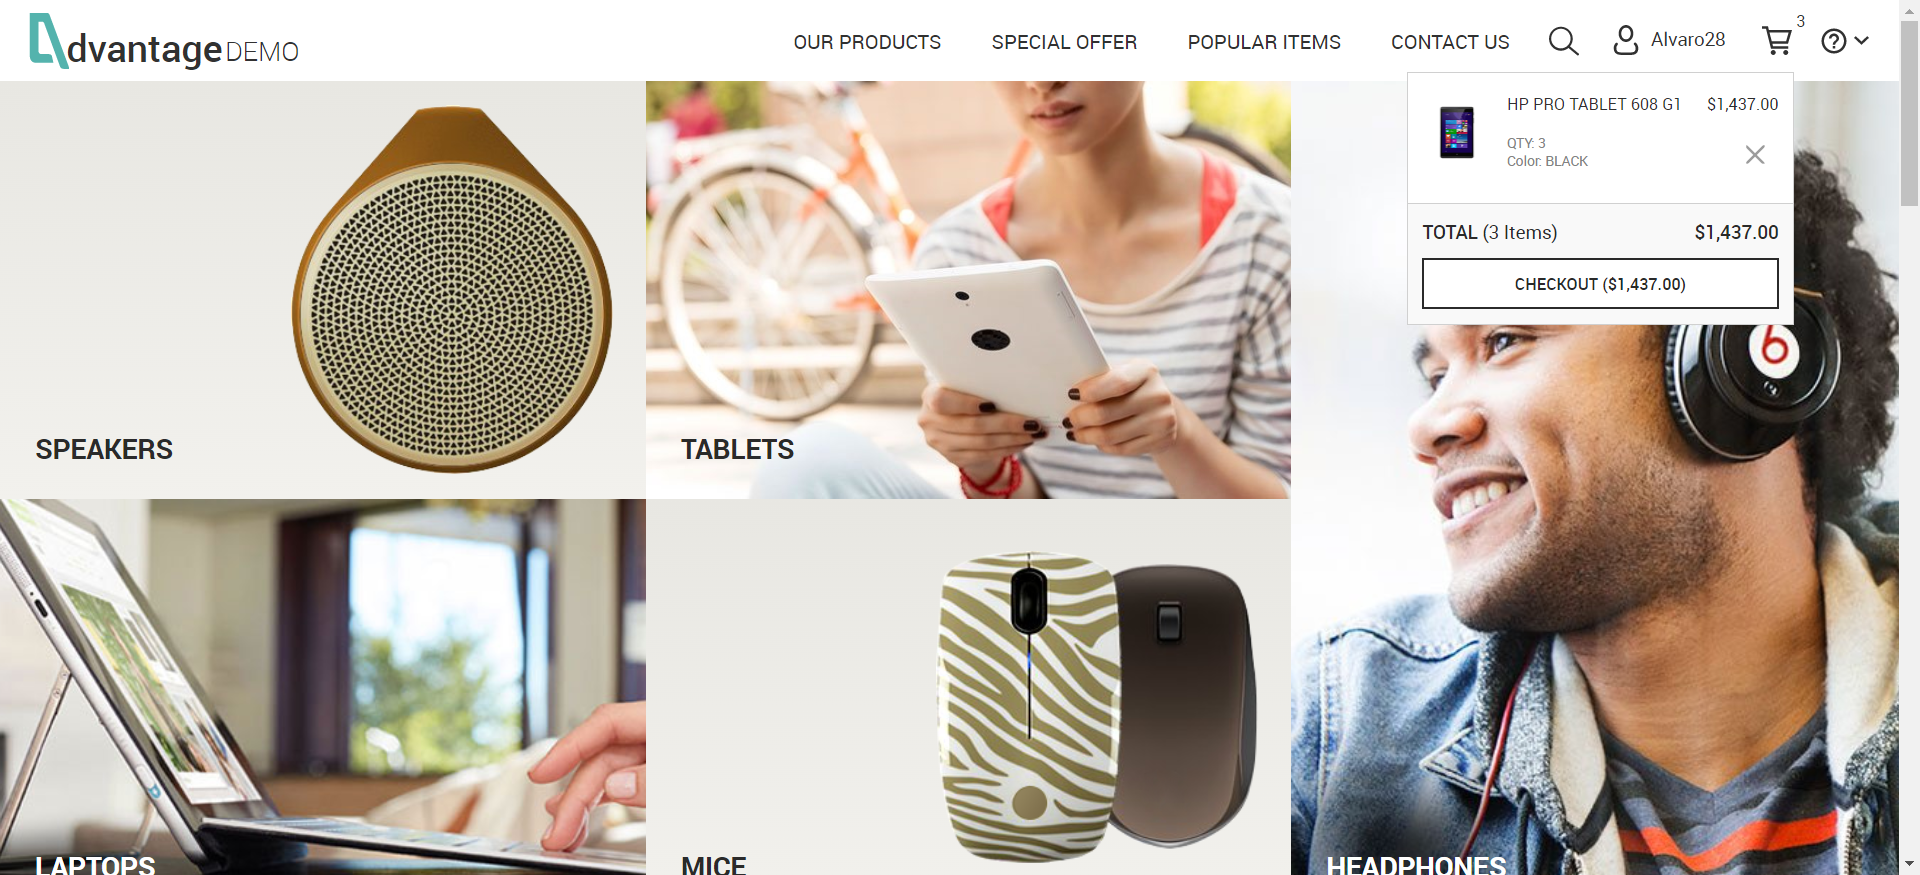 dvantage DEMO
OUR PRODUCTS
SPECIAL OFFER
POPULAR ITEMS
CONTACT US
Alvaro28
3
?
HP PRO TABLET 608 G1 $1,437.00
QTY: 3
Color: BLACK
TOTAL (3 Items) $1,437.00
CHECKOUT ($1,437.00)
SPEAKERS
TABLETS
LAPTOPS
MICE
HEADPHONES